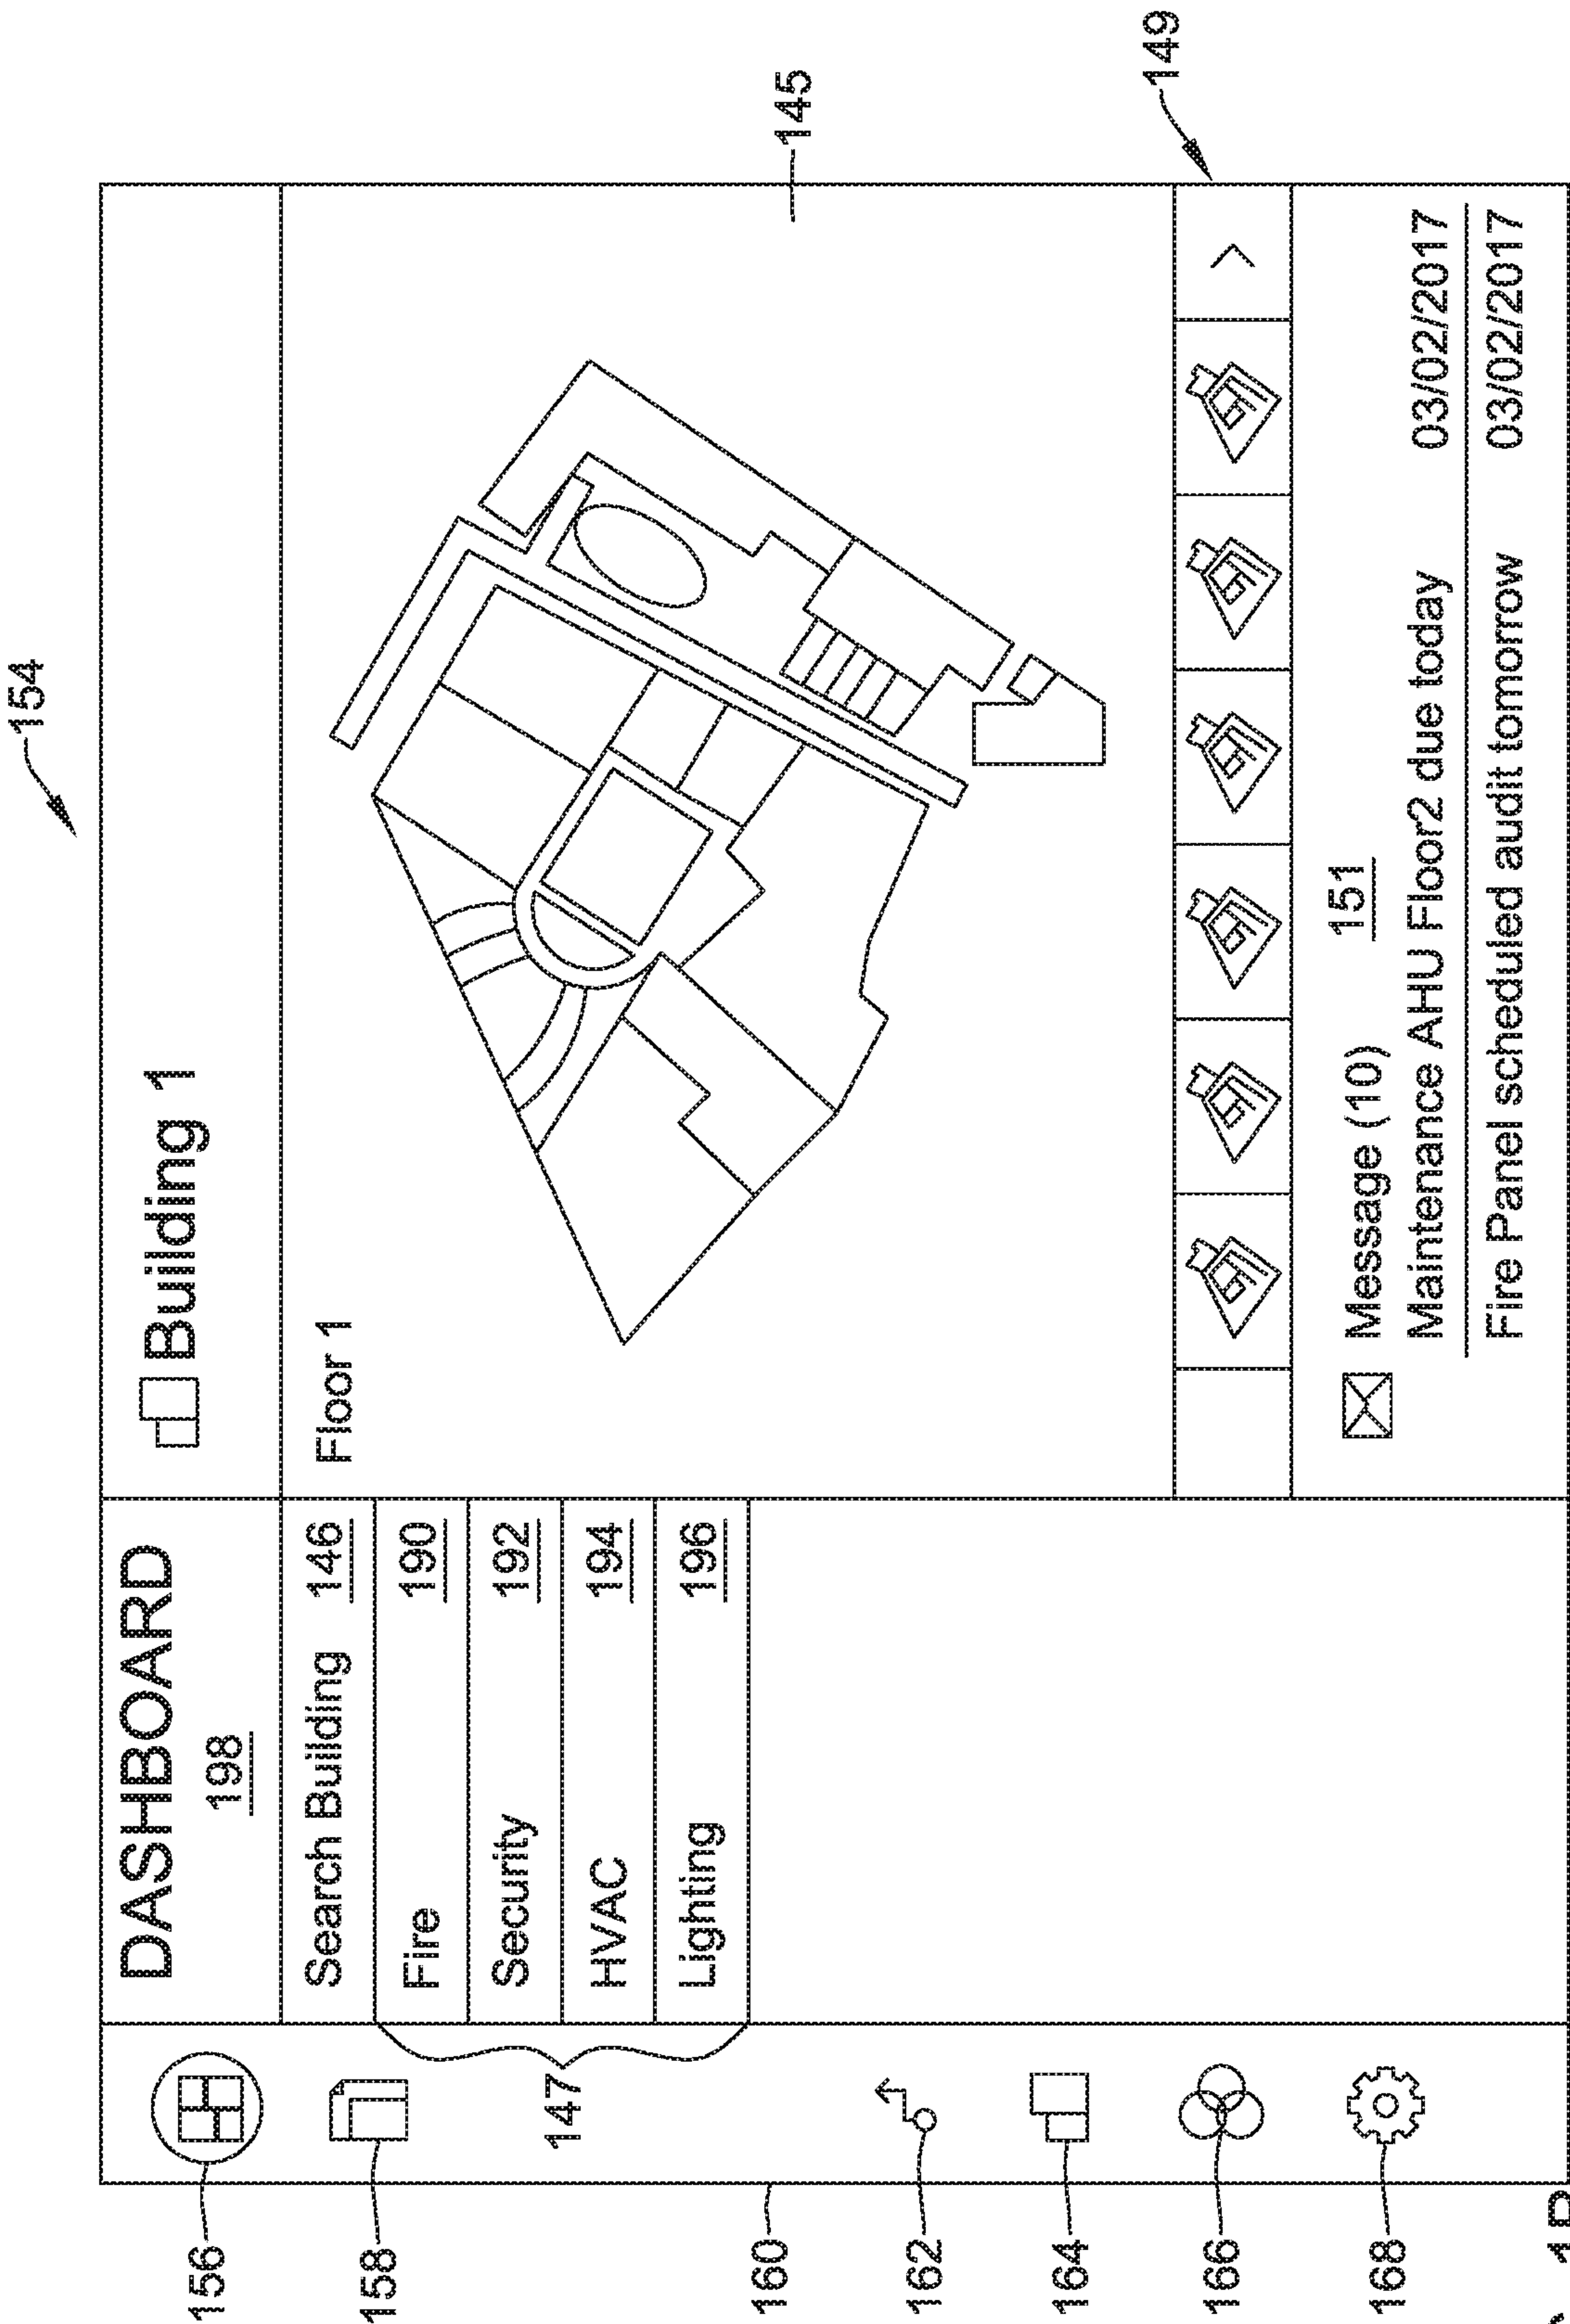 154
DASHBOARD
198
Building 1
Search Building 146
Fire 190
Security 192
HVAC 194
Lighting 196
Floor 1
145
149
Message (10) 151
Maintenance AHU Floor2 due today 03/02/2017
Fire Panel scheduled audit tomorrow 03/02/2017
156
158
147
160
162
164
166
168